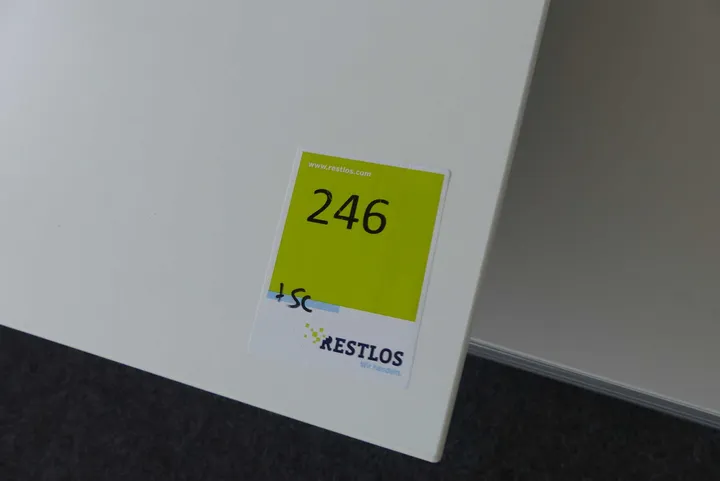 www.restlos.com
246
+ SC
RESTLOS
Wir handeln.